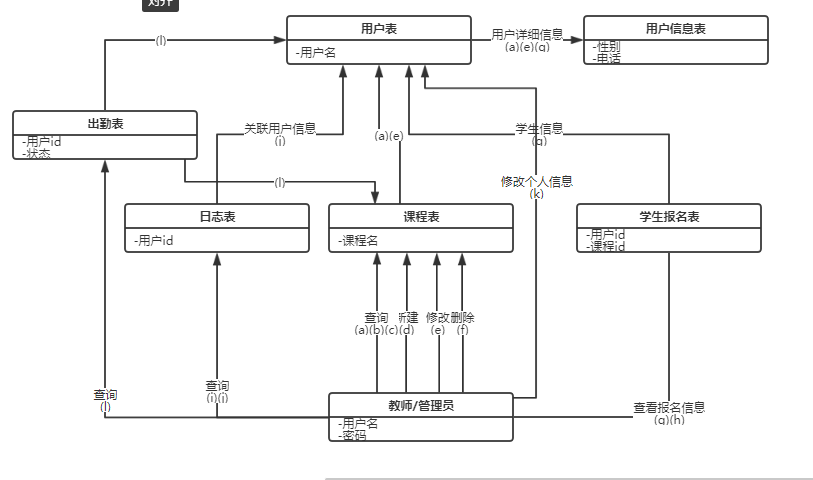 对齐
用户表
-用户名
用户详细信息
(a)(e)(g)
用户信息表
-性别
-电话
(l)
出勤表
-用户id
-状态
关联用户信息
(j)
(a)(e)
学生信息
(g)
(l)
修改个人信息
(k)
日志表
-用户id
课程表
-课程名
学生报名表
-用户id
-课程id
查询
(a)(b)(c)
新建
(d)
修改
(e)
删除
(f)
查询
(l)
查询
(i)(j)
教师/管理员
-用户名
-密码
查看报名信息
(g)(h)